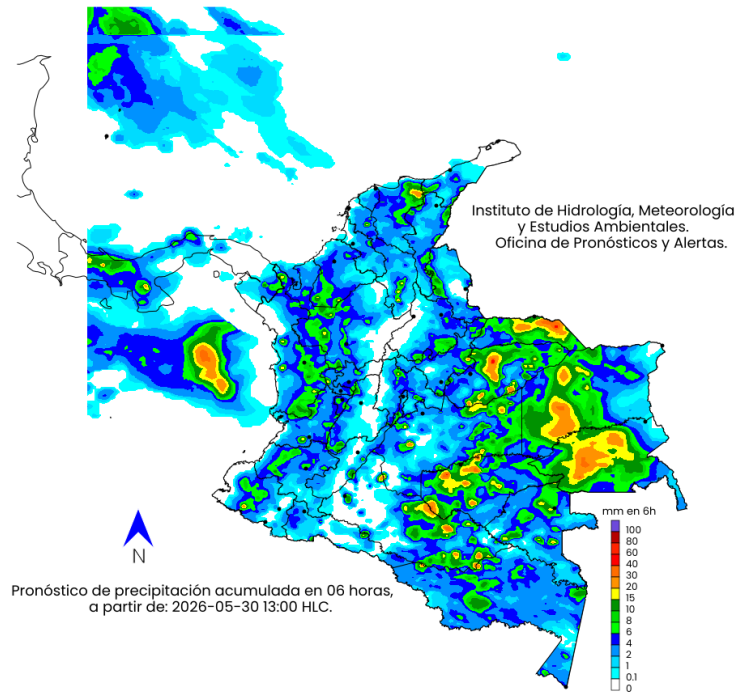 Instituto de Hidrología, Meteorología
y Estudios Ambientales.
Oficina de Pronósticos y Alertas.
mm en 6h
100
80
60
40
30
20
15
10
8
6
4
2
1
0.1
0
N
Pronóstico de precipitación acumulada en 06 horas,
a partir de: 2026-05-30 13:00 HLC.